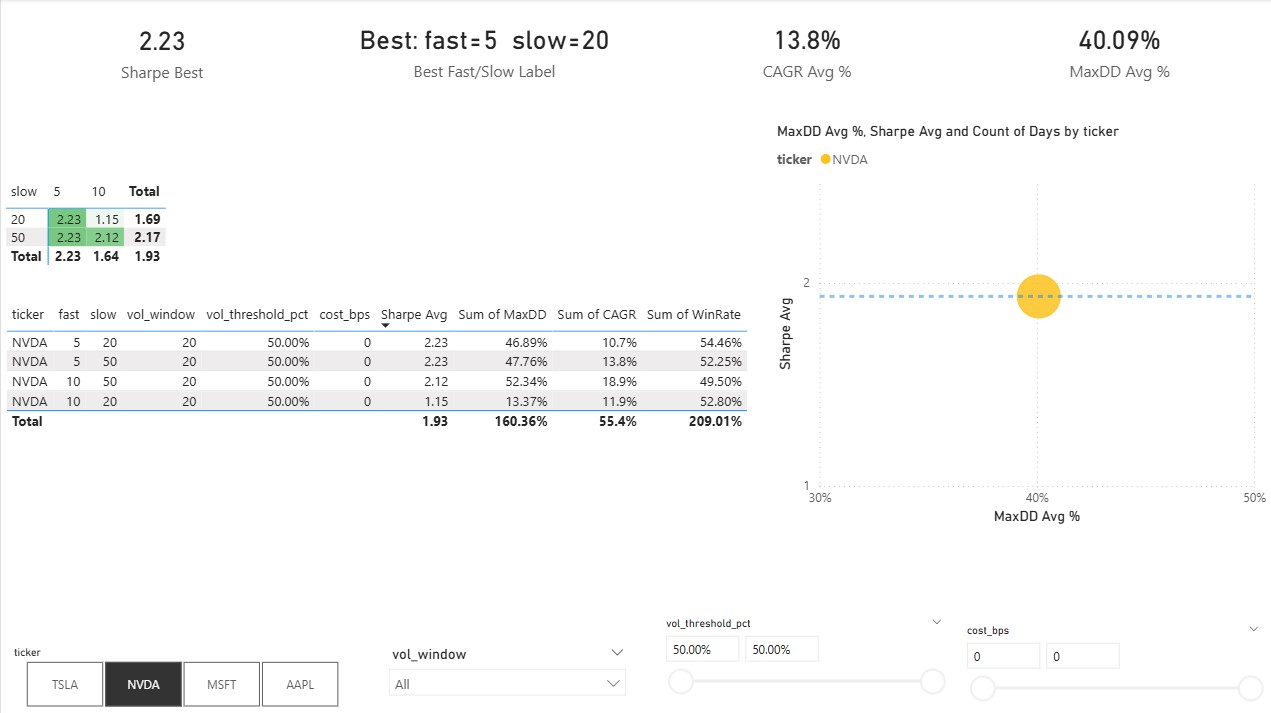 2.23
Sharpe Best
Best: fast=5 slow=20
Best Fast/Slow Label
13.8%
CAGR Avg %
40.09%
MaxDD Avg %
slow 5 10 Total
20 2.23 1.15 1.69
50 2.23 2.12 2.17
Total 2.23 1.64 1.93
ticker fast slow vol_window vol_threshold_pct cost_bps Sharpe Avg Sum of MaxDD Sum of CAGR Sum of WinRate
NVDA 5 20 20 50.00% 0 2.23 46.89% 10.7% 54.46%
NVDA 5 50 20 50.00% 0 2.23 47.76% 13.8% 52.25%
NVDA 10 50 20 50.00% 0 2.12 52.34% 18.9% 49.50%
NVDA 10 20 20 50.00% 0 1.15 13.37% 11.9% 52.80%
Total 1.93 160.36% 55.4% 209.01%
MaxDD Avg %, Sharpe Avg and Count of Days by ticker
ticker NVDA
Sharpe Avg
2
1
30% 40% 50%
MaxDD Avg %
ticker
TSLA NVDA MSFT AAPL
vol_window
All
vol_threshold_pct
50.00% 50.00%
cost_bps
0 0